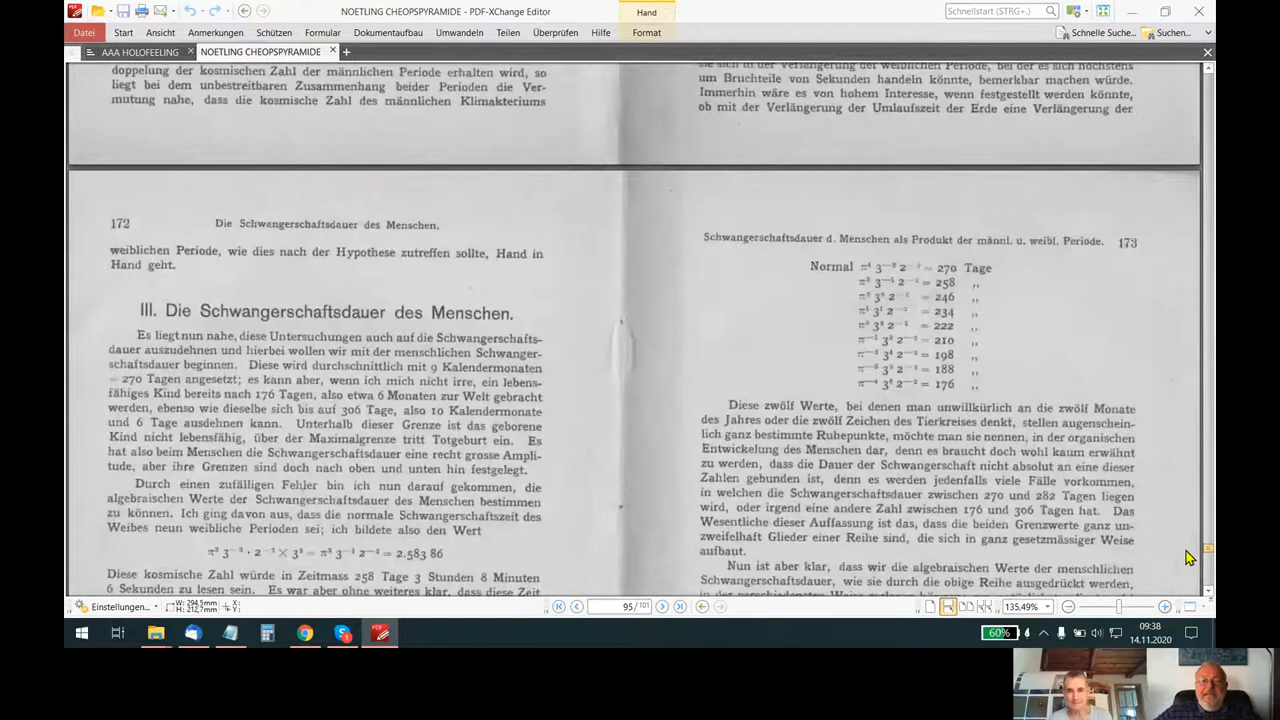 NOETLING CHEOPSPYRAMIDE - PDF-XChange Editor
Hand
Schnellstart (STRG+.)
Datei Start Ansicht Anmerkungen Schützen Formular Dokumentaufbau Umwandeln Teilen Überprüfen Hilfe Format
Schnelle Suche...
Suchen...
AAA HOLOFEELING
NOETLING CHEOPSPYRAMIDE
doppelung der kosmischen Zahl der männlichen Periode erhalten wird, so
liegt bei dem unbestreitbaren Zusammenhang beider Perioden die Ver-
mutung nahe, dass die kosmische Zahl des männlichen Klimakteriums
sie sich in der Verlängerung der weiblichen Periode, bei der es sich höchstens
um Bruchteile von Sekunden handeln könnte, bemerkbar machen würde.
Immerhin wäre es von hohem Interesse, wenn festgestellt werden könnte,
ob mit der Verlängerung der Umlaufszeit der Erde eine Verlängerung der
172 Die Schwangerschaftsdauer des Menschen.
weiblichen Periode, wie dies nach der Hypothese zutreffen sollte, Hand in
Hand geht.
III. Die Schwangerschaftsdauer des Menschen.
Es liegt nun nahe, diese Untersuchungen auch auf die Schwangerschafts-
dauer auszudehnen und hierbei wollen wir mit der menschlichen Schwanger-
schaftsdauer beginnen. Diese wird durchschnittlich mit 9 Kalendermonaten
= 270 Tagen angesetzt; es kann aber, wenn ich mich nicht irre, ein lebens-
fähiges Kind bereits nach 176 Tagen, also etwa 6 Monaten zur Welt gebracht
werden, ebenso wie dieselbe sich bis auf 306 Tage, also 10 Kalendermonate
und 6 Tage ausdehnen kann. Unterhalb dieser Grenze ist das geborene
Kind nicht lebensfähig, über der Maximalgrenze tritt Totgeburt ein. Es
hat also beim Menschen die Schwangerschaftsdauer eine recht grosse Ampli-
tude, aber ihre Grenzen sind doch nach oben und unten hin festgelegt.
Durch einen zufälligen Fehler bin ich nun darauf gekommen, die
algebraischen Werte der Schwangerschaftsdauer des Menschen bestimmen
zu können. Ich ging davon aus, dass die normale Schwangerschaftszeit des
Weibes neun weibliche Perioden sei; ich bildete also den Wert
= 2.583 86
Diese kosmische Zahl würde in Zeitmass 258 Tage 3 Stunden 8 Minuten
6 Sekunden zu lesen sein. Es war aber ohne weiteres klar, dass diese Zeit
Schwangerschaftsdauer d. Menschen als Produkt der männl. u. weibl. Periode. 173
Normal = 270 Tage
= 258 „
= 246 „
= 234 „
= 222 „
= 210 „
= 198 „
= 188 „
= 176 „
Diese zwölf Werte, bei denen man unwillkürlich an die zwölf Monate
des Jahres oder die zwölf Zeichen des Tierkreises denkt, stellen augenschein-
lich ganz bestimmte Ruhepunkte, möchte man sie nennen, in der organischen
Entwickelung des Menschen dar, denn es braucht doch wohl kaum erwähnt
zu werden, dass die Dauer der Schwangerschaft nicht absolut an eine dieser
Zahlen gebunden ist, denn es werden jedenfalls viele Fälle vorkommen,
in welchen die Schwangerschaftsdauer zwischen 270 und 282 Tagen liegen
wird, oder irgend eine andere Zahl zwischen 176 und 306 Tagen hat. Das
Wesentliche dieser Auffassung ist das, dass die beiden Grenzwerte ganz un-
zweifelhaft Glieder einer Reihe sind, die sich in ganz gesetzmässiger Weise
aufbaut.
Nun ist aber klar, dass wir die algebraischen Werte der menschlichen
Schwangerschaftsdauer, wie sie durch die obige Reihe ausgedrückt werden,
Einstellungen...
W: 294,5mm
H: 212,7mm
X:
Y:
95 / 101
135,49%
60%
09:38
14.11.2020